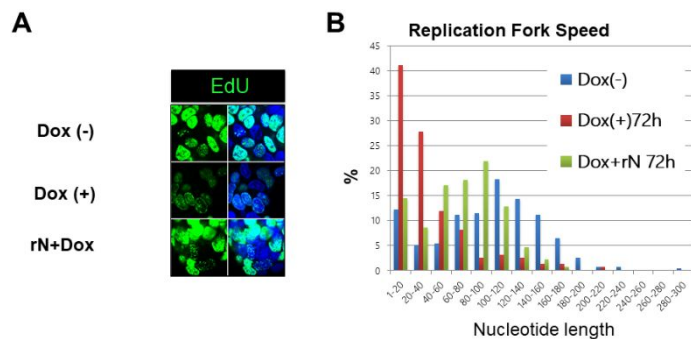 A
EdU
Dox (-)
Dox (+)
rN+Dox
B
Replication Fork Speed
45
40
35
30
25
20
15
10
5
0
%
Dox(-)
Dox(+)72h
Dox+rN 72h
1-20
20-40
40-60
60-80
80-100
100-120
120-140
140-160
160-180
180-200
200-220
220-240
240-260
260-280
280-300
Nucleotide length